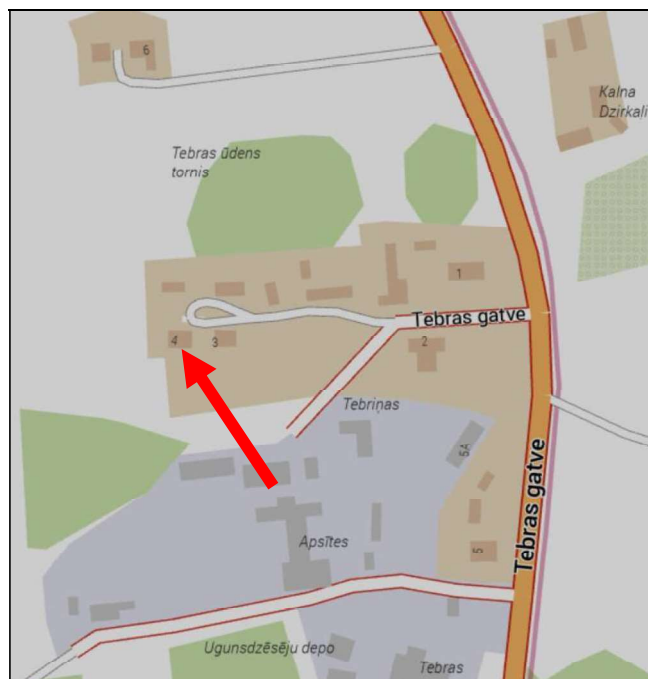 6
Kalna
Dzirkaļi
Tebras ūdens
tornis
1
Tebras gatve
4
3
2
Tebriņas
5A
Tebras gatve
Apsītes
5
Ugunsdzēsēju depo
Tebras